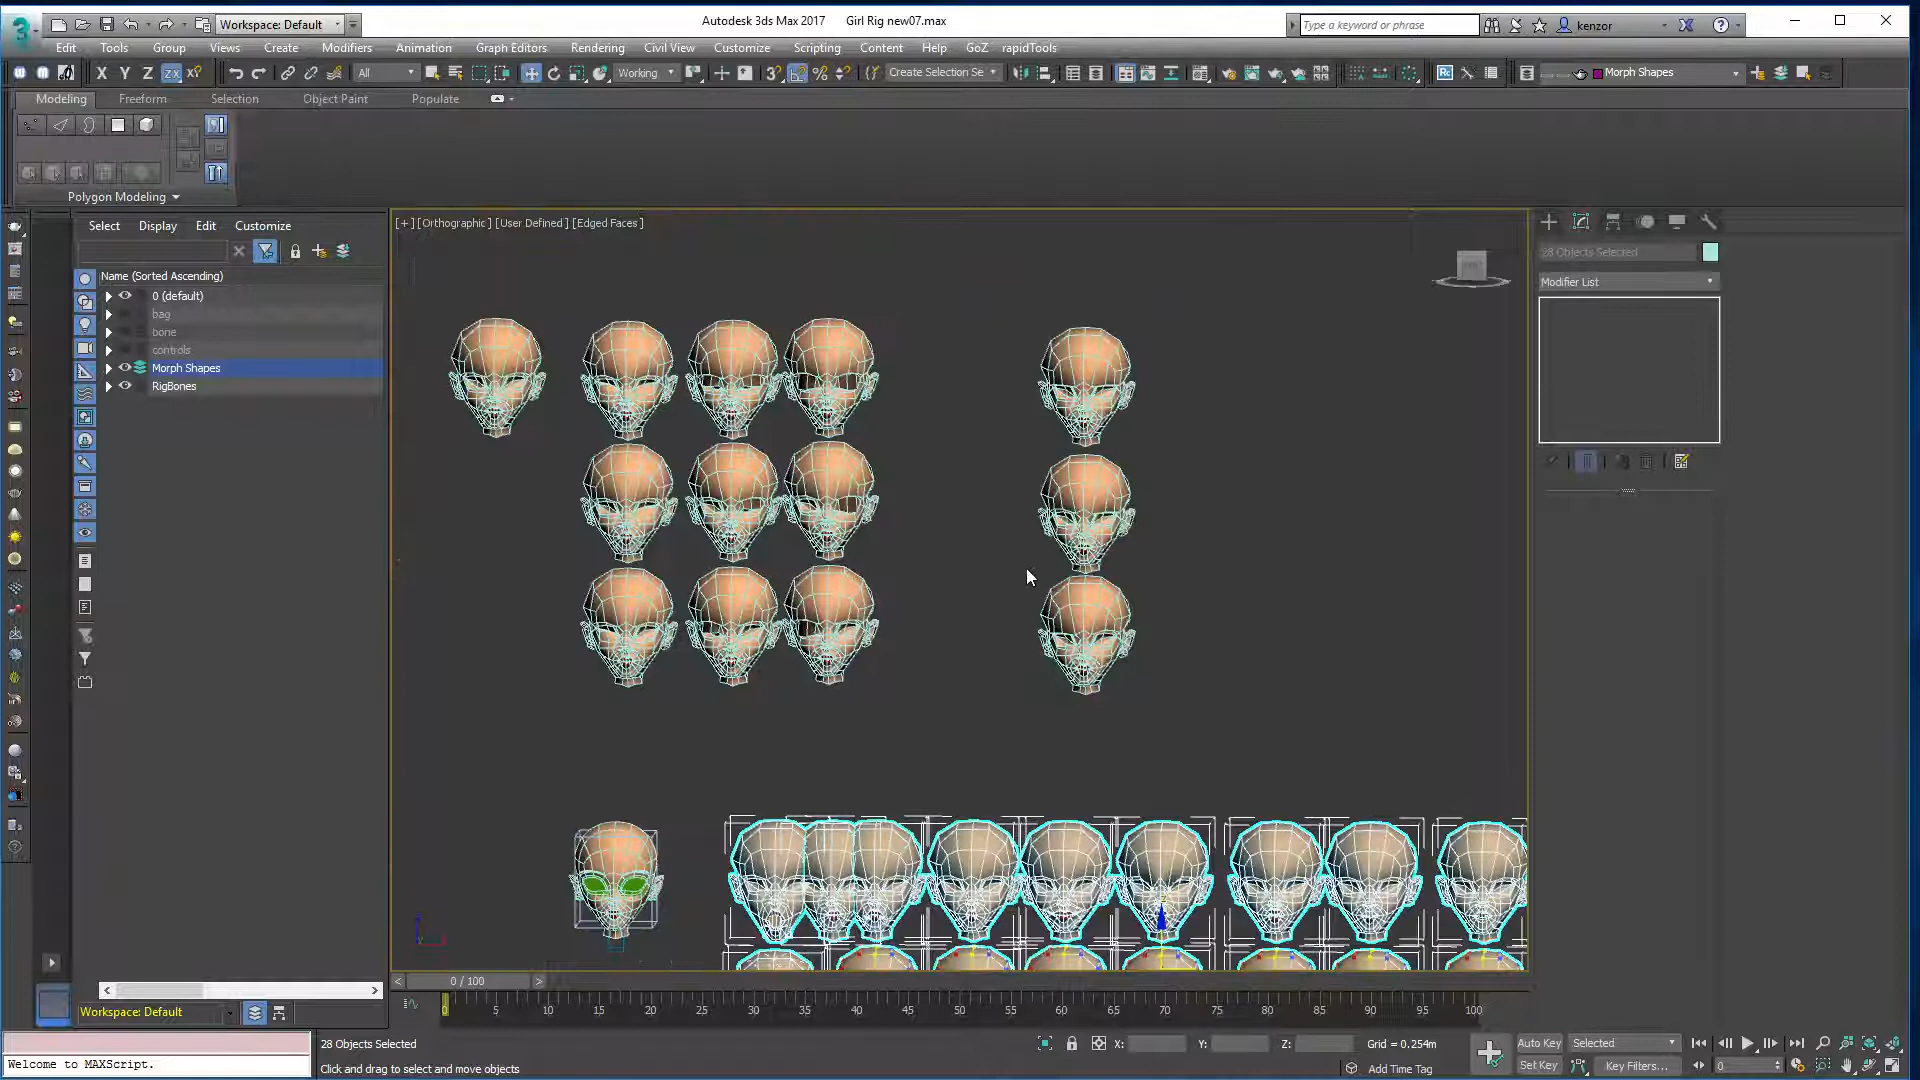 Workspace: Default
Autodesk 3ds Max 2017 Girl Rig new07.max
Type a keyword or phrase
kenzor
Edit Tools Group Views Create Modifiers Animation Graph Editors Rendering Civil View Customize Scripting Content Help GoZ rapidTools
X Y Z ZX XY All Working 3 Create Selection Se Rc Morph Shapes
Modeling Freeform Selection Object Paint Populate
Polygon Modeling
Select Display Edit Customize
[+] [Orthographic] [User Defined] [Edged Faces]
28 Objects Selected
Name (Sorted Ascending)
Modifier List
0 (default)
bag
bone
controls
Morph Shapes
RigBones
0 / 100
Workspace: Default
0 5 10 15 20 25 30 35 40 45 50 55 60 65 70 75 80 85 90 95 100
28 Objects Selected X: Y: Z: Grid = 0.254m Auto Key Selected
Welcome to MAXScript. Click and drag to select and move objects Add Time Tag Set Key Key Filters... 0